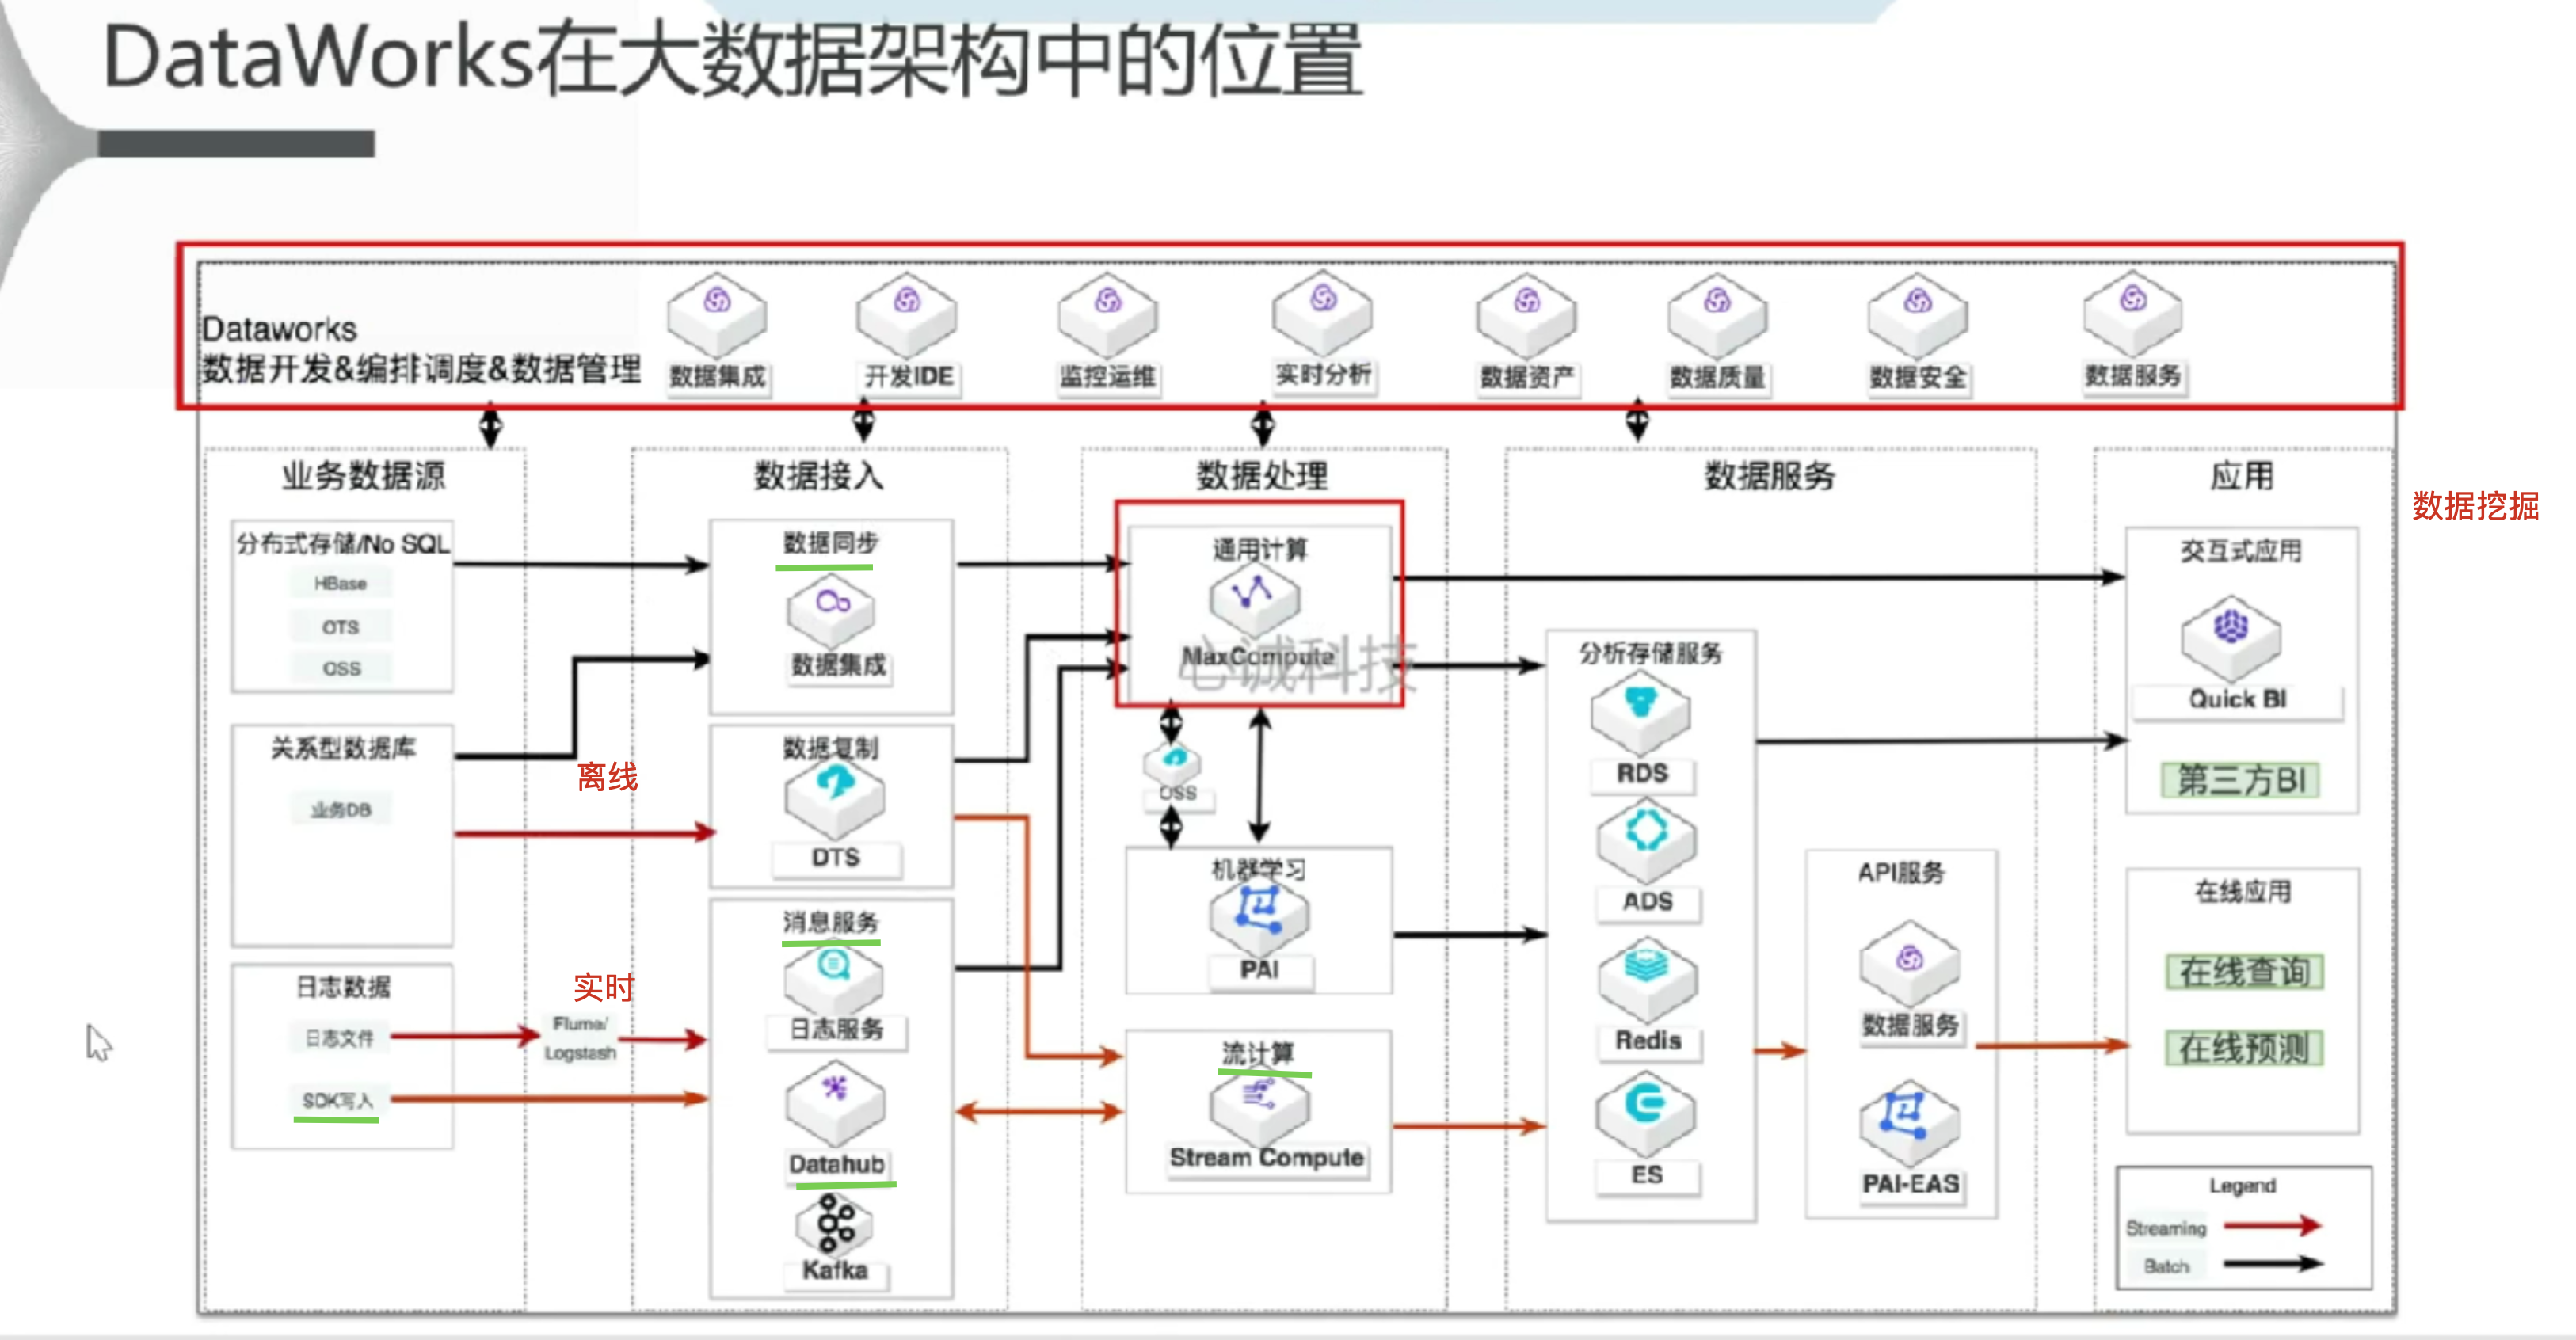 DataWorks在大数据架构中的位置
Dataworks
数据开发&编排调度&数据管理
数据集成
开发IDE
监控运维
实时分析
数据资产
数据质量
数据安全
数据服务
业务数据源
分布式存储/No SQL
HBase
OTS
OSS
关系型数据库
业务DB
离线
日志数据
日志文件
SDK写入
实时
Flume/
Logstash
数据接入
数据同步
数据集成
数据复制
DTS
消息服务
日志服务
Datahub
Kafka
数据处理
通用计算
MaxCompute
心诚科技
OSS
机器学习
PAI
流计算
Stream Compute
数据服务
分析存储服务
RDS
ADS
Redis
ES
API服务
数据服务
PAI-EAS
应用
数据挖掘
交互式应用
Quick BI
第三方BI
在线应用
在线查询
在线预测
Legend
Streaming
Batch